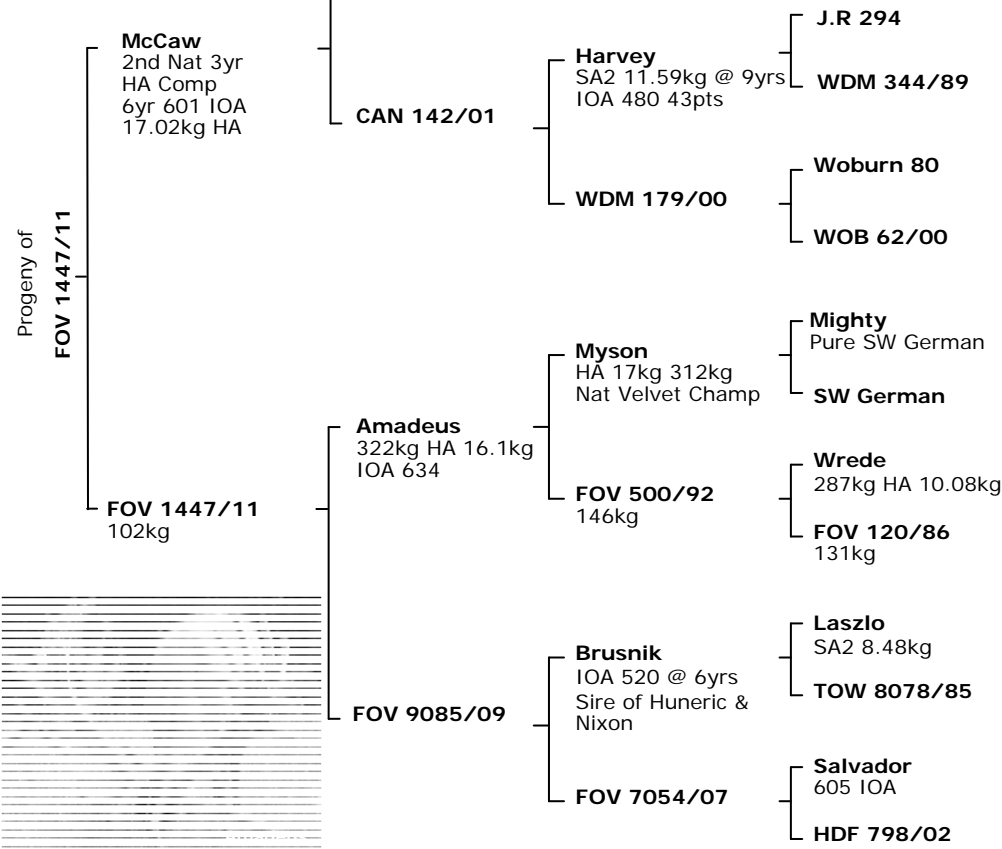 Progeny of
FOV 1447/11
McCaw
2nd Nat 3yr
HA Comp
6yr 601 IOA
17.02kg HA
FOV 1447/11
102kg
CAN 142/01
Amadeus
322kg HA 16.1kg
IOA 634
FOV 9085/09
Harvey
SA2 11.59kg @ 9yrs
IOA 480 43pts
WDM 179/00
Myson
HA 17kg 312kg
Nat Velvet Champ
FOV 500/92
146kg
Brusnik
IOA 520 @ 6yrs
Sire of Huneric &
Nixon
FOV 7054/07
J.R 294
WDM 344/89
Woburn 80
WOB 62/00
Mighty
Pure SW German
SW German
Wrede
287kg HA 10.08kg
FOV 120/86
131kg
Laszlo
SA2 8.48kg
TOW 8078/85
Salvador
605 IOA
HDF 798/02